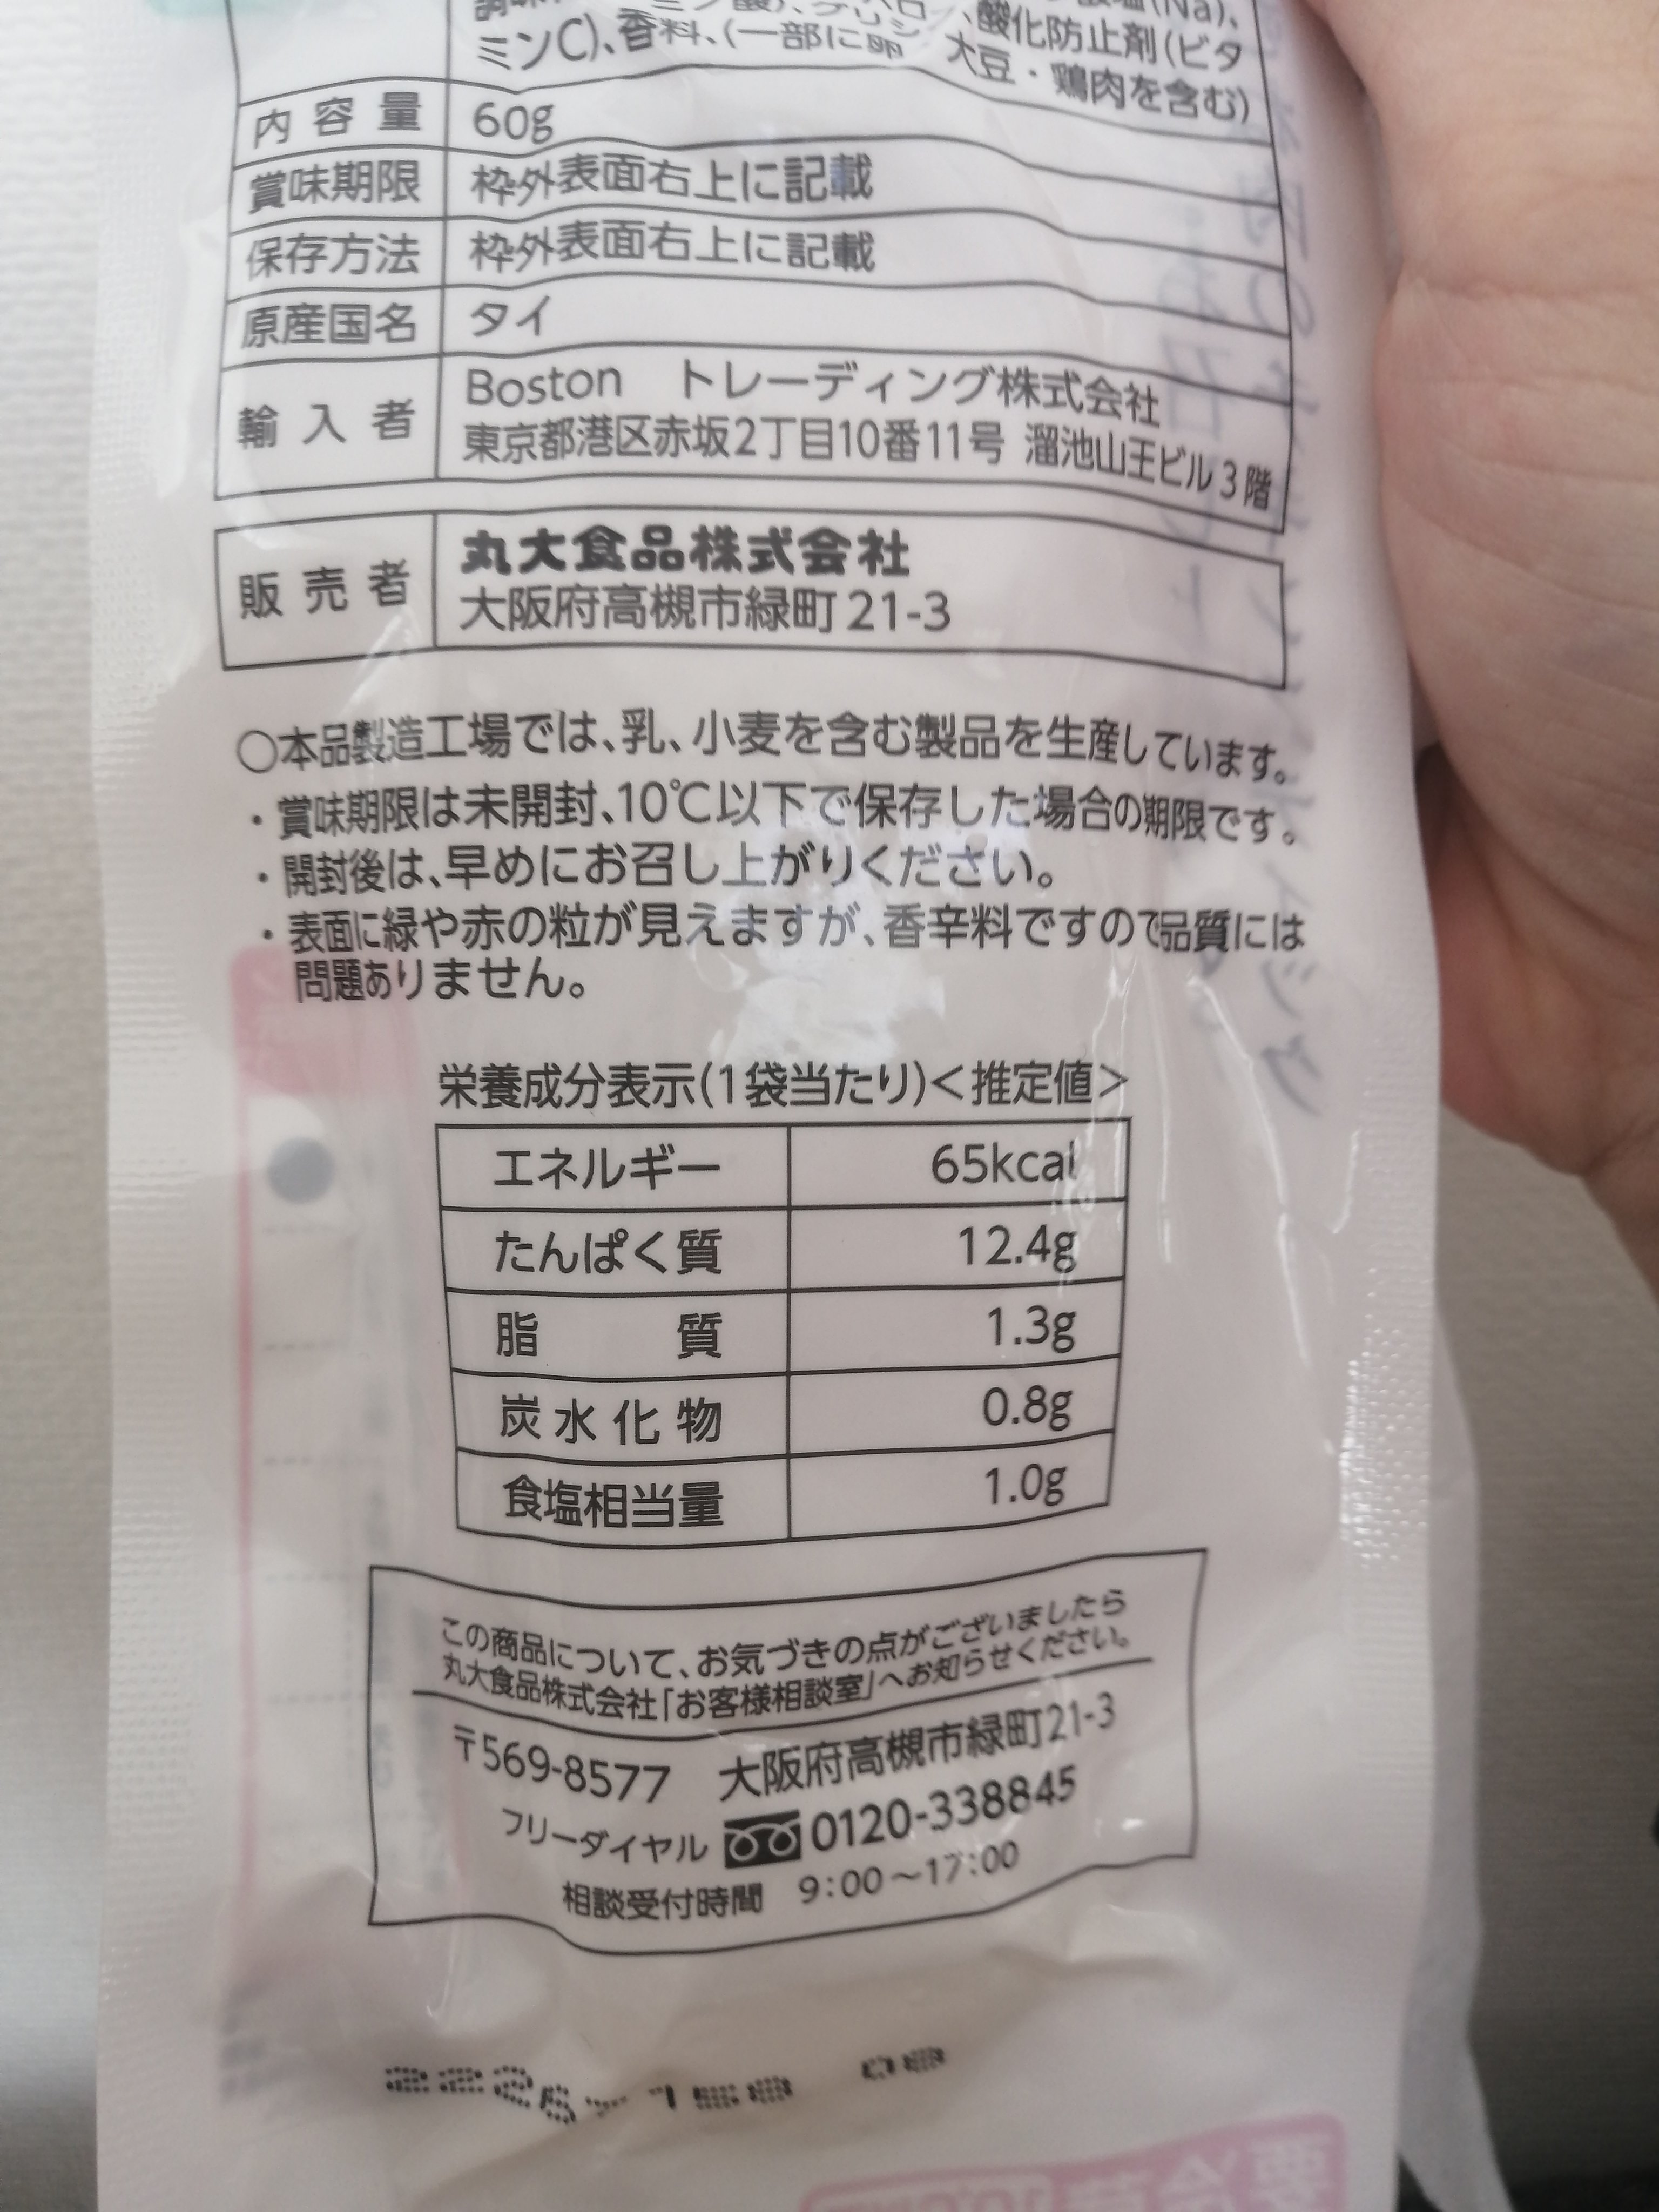 酸化防止剤(ビタ
ミンC)、香料、(一部に卵・大豆・鶏肉を含む)
内容量 60g
賞味期限 枠外表面右上に記載
保存方法 枠外表面右上に記載
原産国名 タイ
輸入者 Boston トレーディング株式会社
東京都港区赤坂2丁目10番11号 溜池山王ビル3階
販売者 丸大食品株式会社
大阪府高槻市緑町21-3
○本品製造工場では、乳、小麦を含む製品を生産しています。
・賞味期限は未開封、10℃以下で保存した場合の期限です。
・開封後は、早めにお召し上がりください。
・表面に緑や赤の粒が見えますが、香辛料ですので品質には
問題ありません。
栄養成分表示(1袋当たり)<推定値>
エネルギー 65kcal
たんぱく質 12.4g
脂質 1.3g
炭水化物 0.8g
食塩相当量 1.0g
この商品について、お気づきの点がございましたら
丸大食品株式会社「お客様相談室」へお知らせください。
〒569-8577 大阪府高槻市緑町21-3
フリーダイヤル 0120-338845
相談受付時間 9:00～17:00